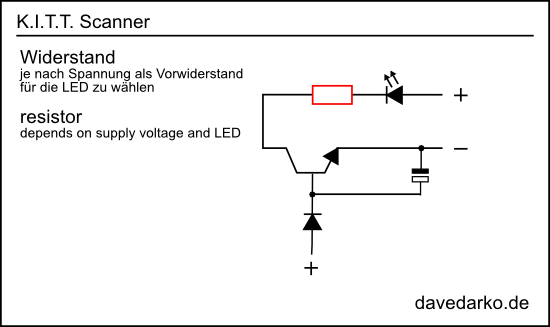 K.I.T.T. Scanner
Widerstand
je nach Spannung als Vorwiderstand
für die LED zu wählen
resistor
depends on supply voltage and LED
+
−
+
davedarko.de